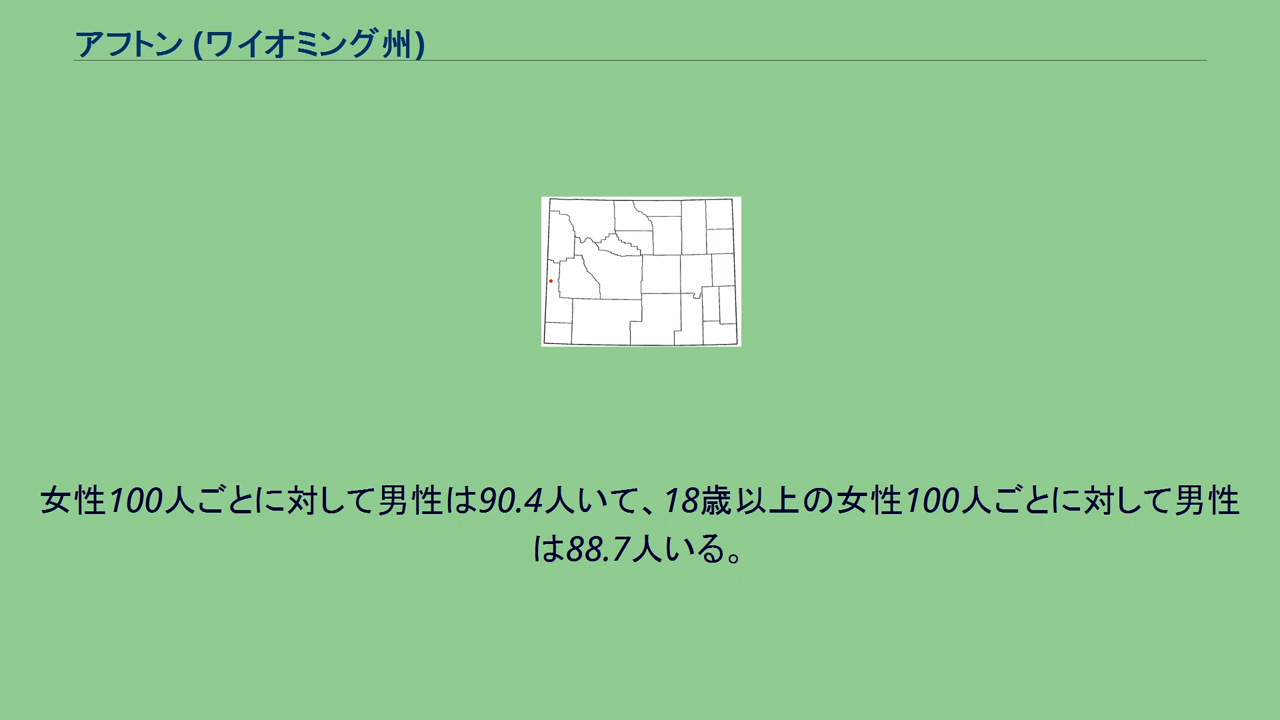 アフトン (ワイオミング州)
女性100人ごとに対して男性は90.4人いて、18歳以上の女性100人ごとに対して男性
は88.7人いる。